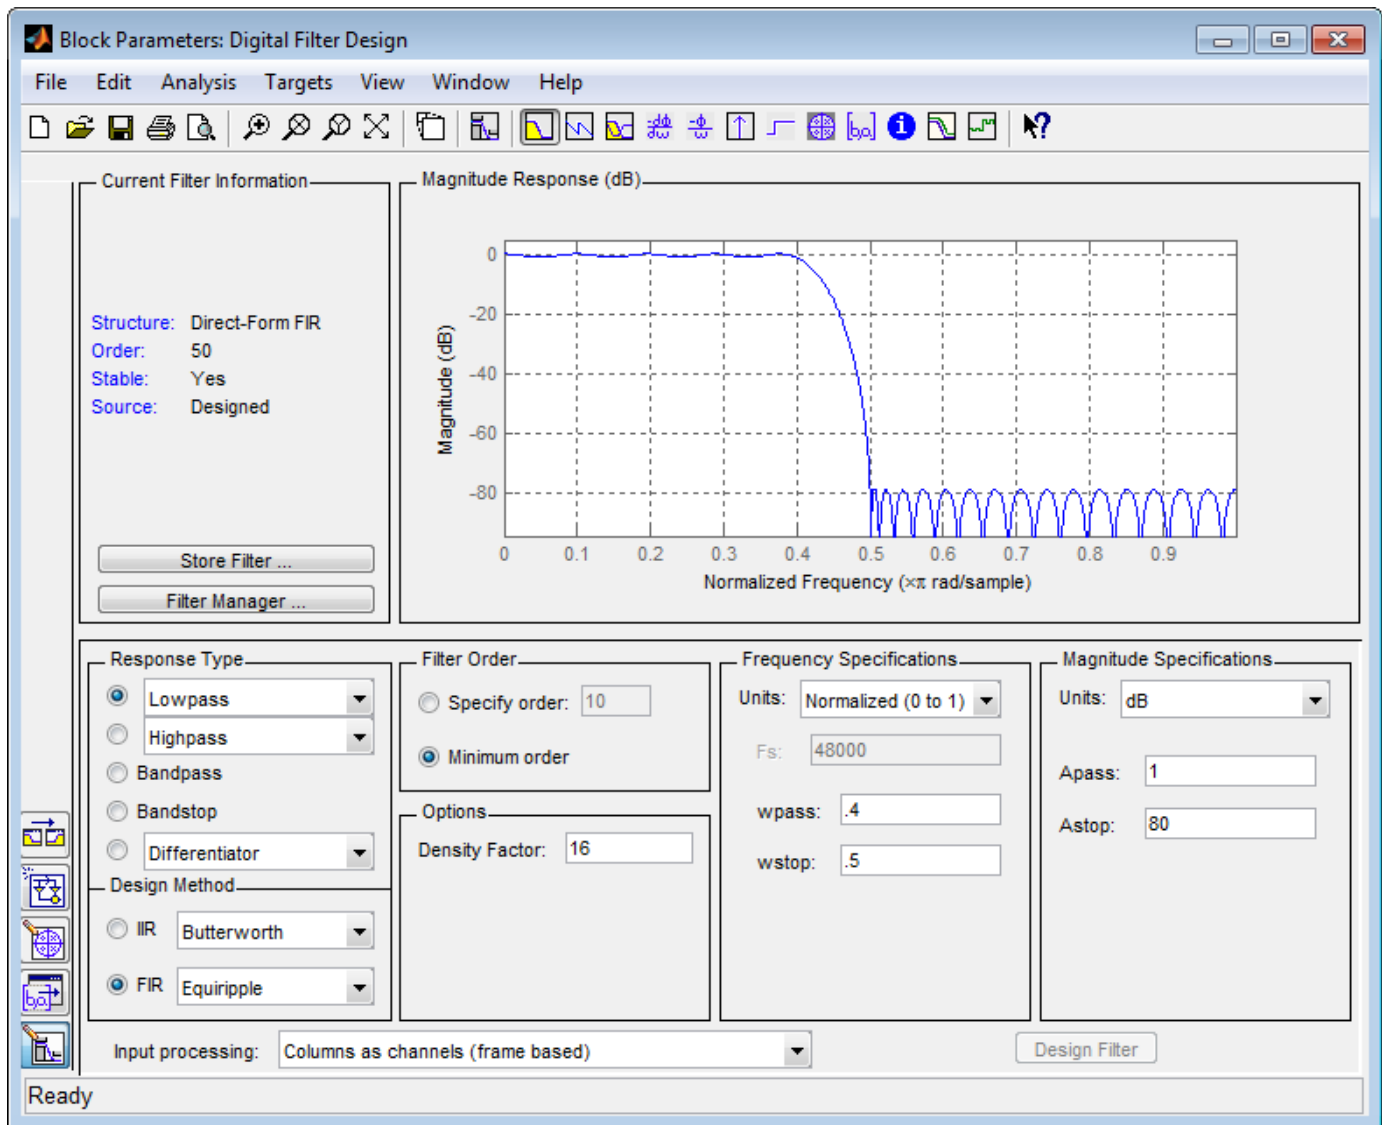 Block Parameters: Digital Filter Design
File Edit Analysis Targets View Window Help
Current Filter Information
Structure: Direct-Form FIR
Order: 50
Stable: Yes
Source: Designed
Store Filter ...
Filter Manager ...
Magnitude Response (dB)
0
-20
-40
-60
-80
Magnitude (dB)
0 0.1 0.2 0.3 0.4 0.5 0.6 0.7 0.8 0.9
Normalized Frequency (×π rad/sample)
Response Type
Lowpass
Highpass
Bandpass
Bandstop
Differentiator
Design Method
IIR Butterworth
FIR Equiripple
Filter Order
Specify order: 10
Minimum order
Options
Density Factor: 16
Frequency Specifications
Units: Normalized (0 to 1)
Fs: 48000
wpass: .4
wstop: .5
Magnitude Specifications
Units: dB
Apass: 1
Astop: 80
Input processing: Columns as channels (frame based)
Design Filter
Ready